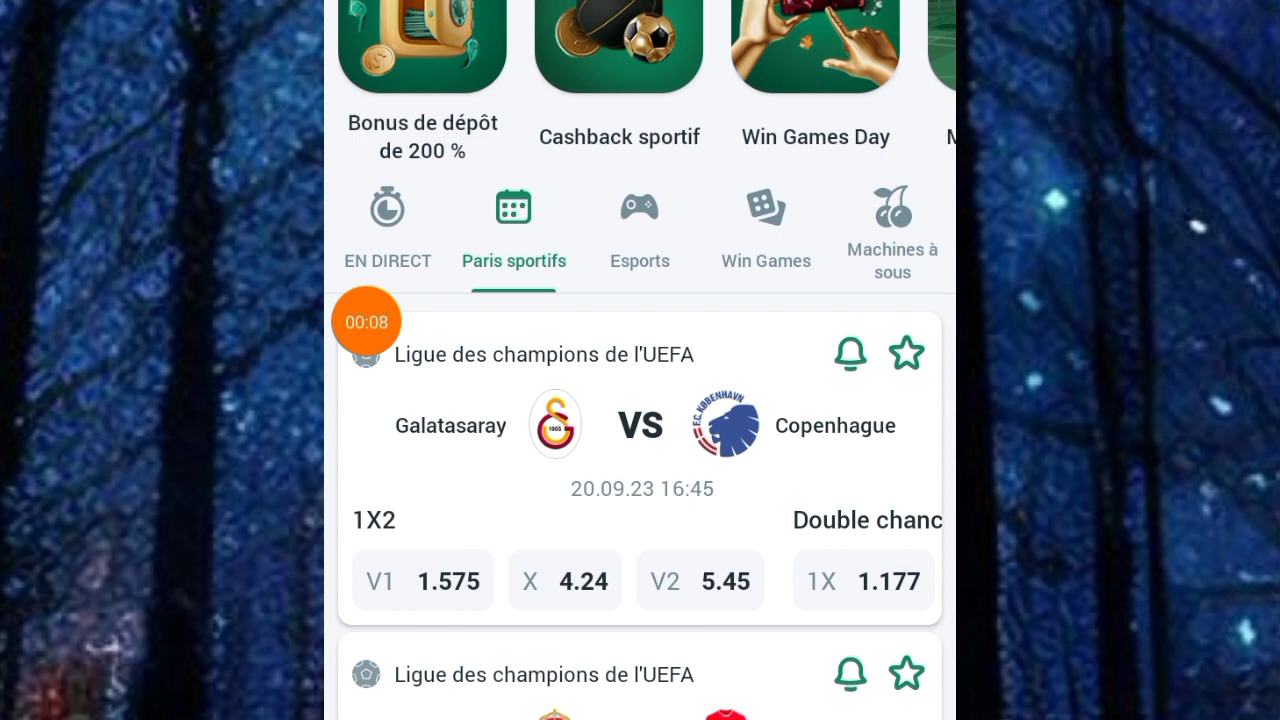 Bonus de dépôt
de 200 %
Cashback sportif
Win Games Day
EN DIRECT
Paris sportifs
Esports
Win Games
Machines à
sous
00:08
Ligue des champions de l'UEFA
Galatasaray
1905
VS
F.C. KØBENHAVN
Copenhague
20.09.23 16:45
1X2
Double chanc
V1 1.575
X 4.24
V2 5.45
1X 1.177
Ligue des champions de l'UEFA